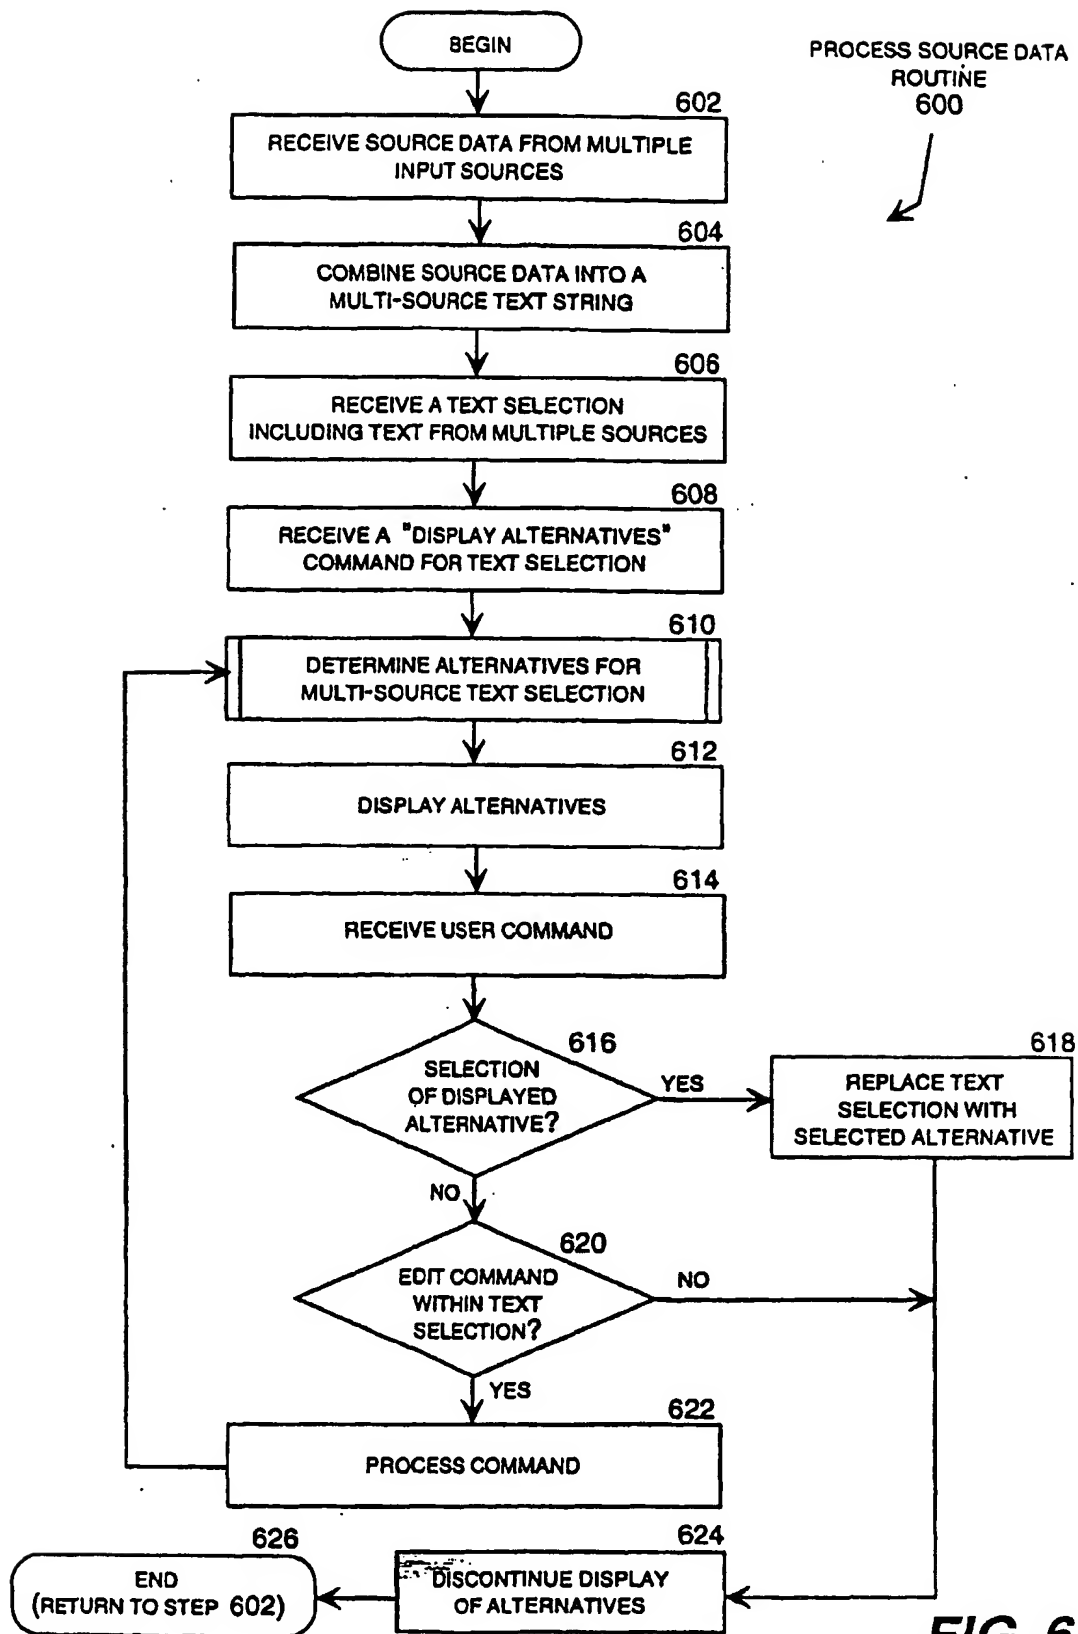 BEGIN
PROCESS SOURCE DATA
ROUTINE
600
602
RECEIVE SOURCE DATA FROM MULTIPLE
INPUT SOURCES
604
COMBINE SOURCE DATA INTO A
MULTI-SOURCE TEXT STRING
606
RECEIVE A TEXT SELECTION
INCLUDING TEXT FROM MULTIPLE SOURCES
608
RECEIVE A "DISPLAY ALTERNATIVES"
COMMAND FOR TEXT SELECTION
610
DETERMINE ALTERNATIVES FOR
MULTI-SOURCE TEXT SELECTION
612
DISPLAY ALTERNATIVES
614
RECEIVE USER COMMAND
616
SELECTION
OF DISPLAYED
ALTERNATIVE?
YES
618
REPLACE TEXT
SELECTION WITH
SELECTED ALTERNATIVE
NO
620
EDIT COMMAND
WITHIN TEXT
SELECTION?
NO
YES
622
PROCESS COMMAND
624
DISCONTINUE DISPLAY
OF ALTERNATIVES
626
END
(RETURN TO STEP 602)
FIG. 6